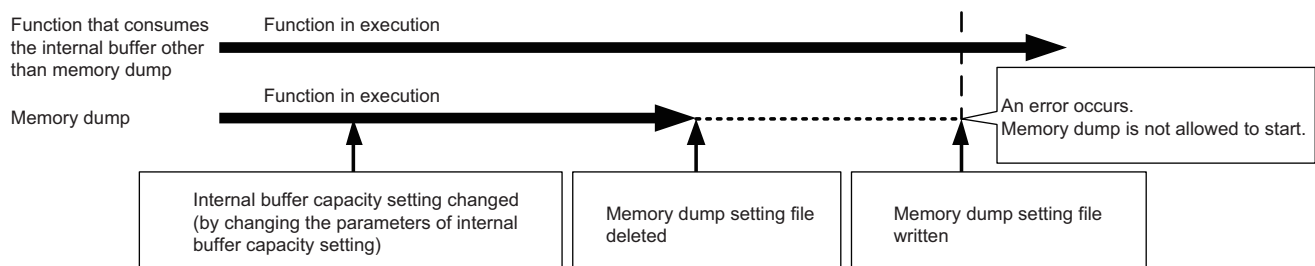 Function that consumes
the internal buffer other
than memory dump
Function in execution
Memory dump
Function in execution
An error occurs.
Memory dump is not allowed to start.
Internal buffer capacity setting changed
(by changing the parameters of internal
buffer capacity setting)
Memory dump setting file
deleted
Memory dump setting file
written